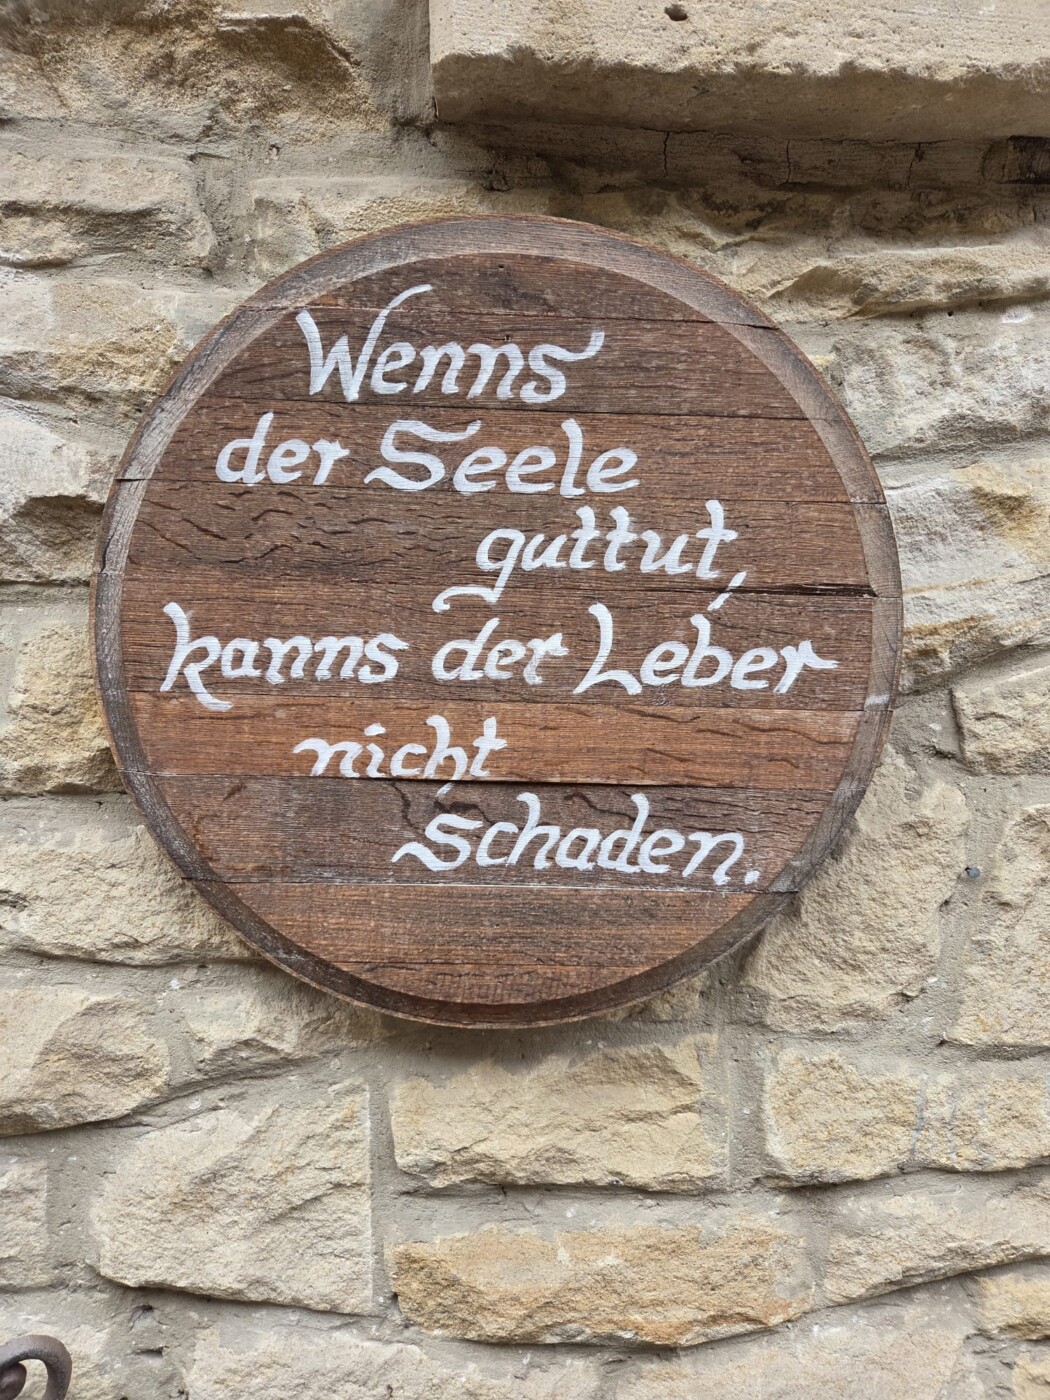 Wenns
der Seele
guttut,
kanns der Leber
nicht
schaden.